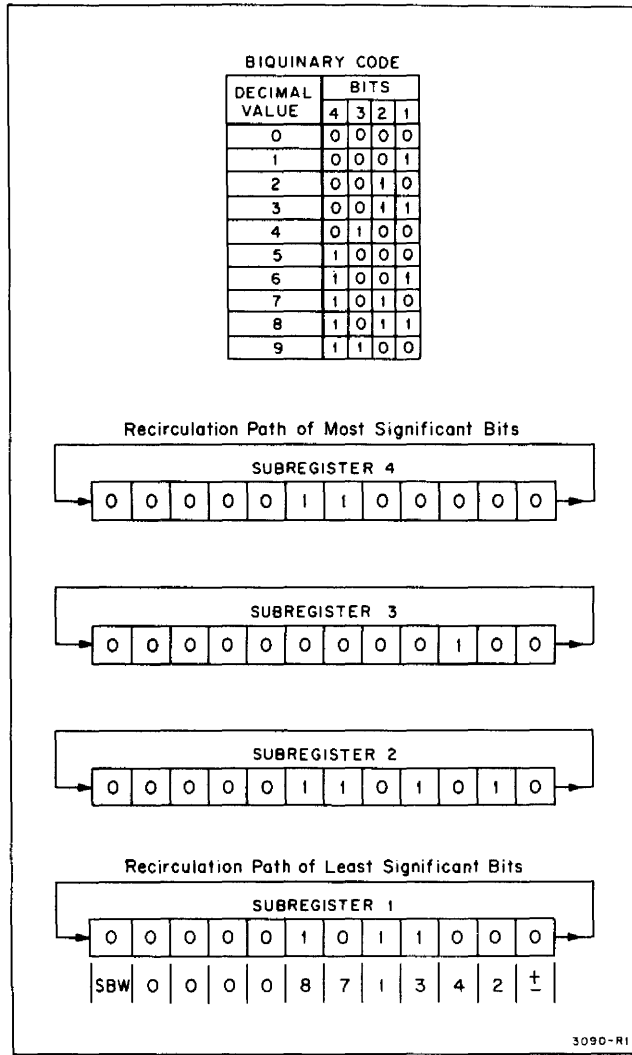 BIQUINARY CODE
DECIMAL VALUE BITS
4 3 2 1
0 0 0 0 0
1 0 0 0 1
2 0 0 1 0
3 0 0 1 1
4 0 1 0 0
5 1 0 0 0
6 1 0 0 1
7 1 0 1 0
8 1 0 1 1
9 1 1 0 0
Recirculation Path of Most Significant Bits
SUBREGISTER 4
0 0 0 0 0 1 1 0 0 0 0 0
SUBREGISTER 3
0 0 0 0 0 0 0 0 0 1 0 0
SUBREGISTER 2
0 0 0 0 0 1 1 0 1 0 1 0
Recirculation Path of Least Significant Bits
SUBREGISTER 1
0 0 0 0 0 1 0 1 1 0 0 0
SBW 0 0 0 0 8 7 1 3 4 2 ±
3090-R1